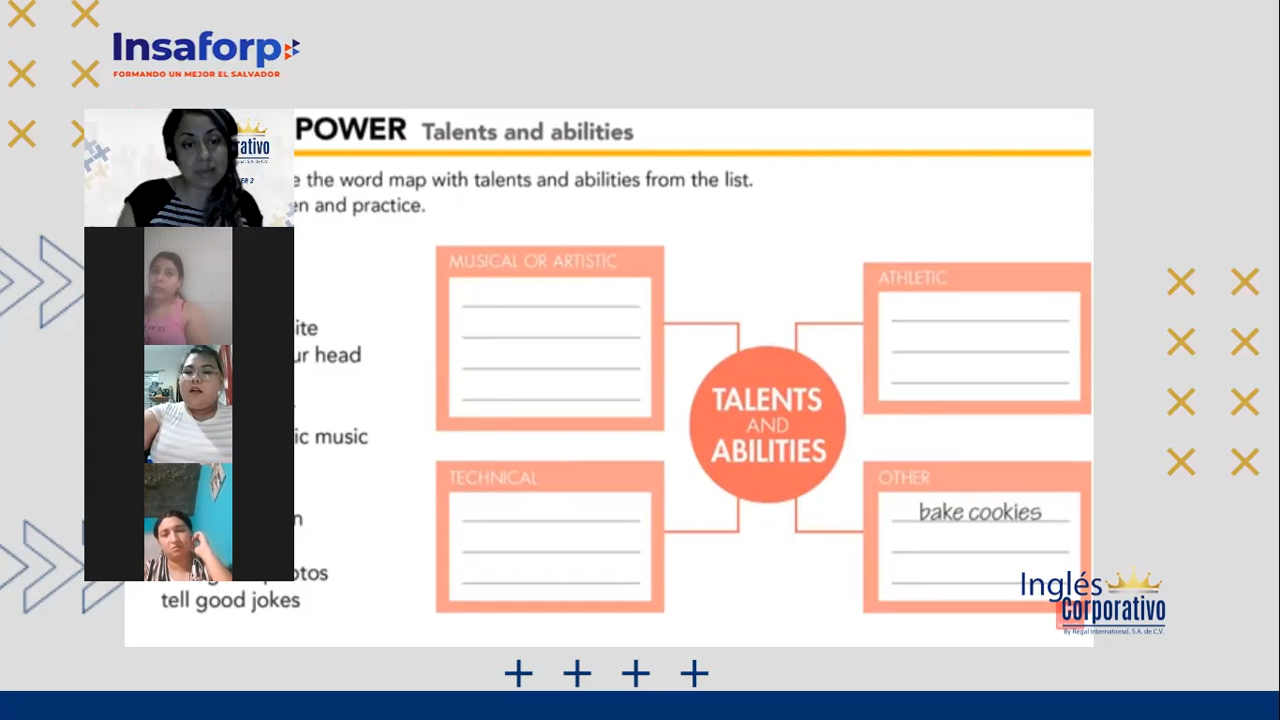 Insaforp
FORMANDO UN MEJOR EL SALVADOR
POWER Talents and abilities
rativo
e the word map with talents and abilities from the list.
en and practice.
MUSICAL OR ARTISTIC
ATHLETIC
ite
ur head
TALENTS
AND
ABILITIES
ic music
TECHNICAL
OTHER
bake cookies
n
otos
tell good jokes
Inglés
Corporativo
By Regal International, S.A. de C.V.